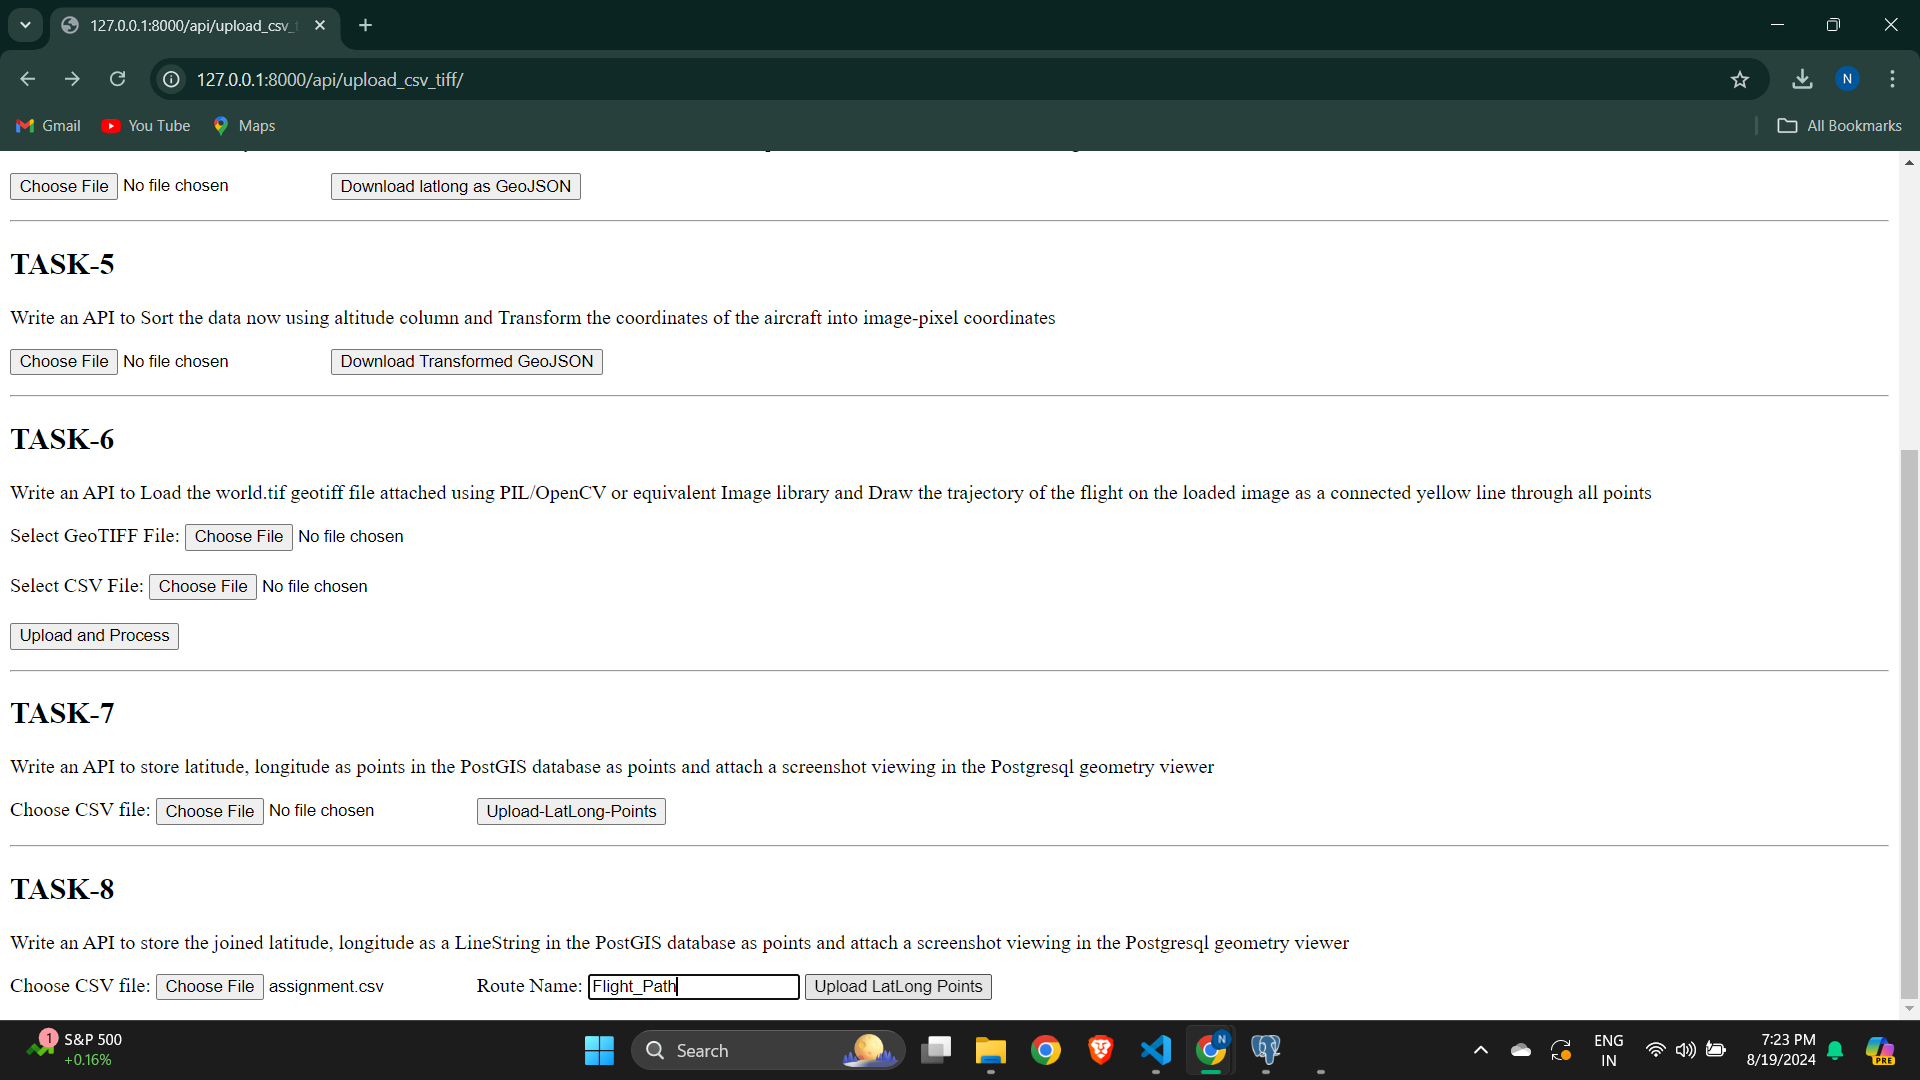 127.0.0.1:8000/api/upload_csv_t
127.0.0.1:8000/api/upload_csv_tiff/
N
Gmail YouTube Maps All Bookmarks
Choose File No file chosen Download latlong as GeoJSON
TASK-5
Write an API to Sort the data now using altitude column and Transform the coordinates of the aircraft into image-pixel coordinates
Choose File No file chosen Download Transformed GeoJSON
TASK-6
Write an API to Load the world.tif geotiff file attached using PIL/OpenCV or equivalent Image library and Draw the trajectory of the flight on the loaded image as a connected yellow line through all points
Select GeoTIFF File: Choose File No file chosen
Select CSV File: Choose File No file chosen
Upload and Process
TASK-7
Write an API to store latitude, longitude as points in the PostGIS database as points and attach a screenshot viewing in the Postgresql geometry viewer
Choose CSV file: Choose File No file chosen Upload-LatLong-Points
TASK-8
Write an API to store the joined latitude, longitude as a LineString in the PostGIS database as points and attach a screenshot viewing in the Postgresql geometry viewer
Choose CSV file: Choose File assignment.csv Route Name: Flight_Path Upload LatLong Points
1 S&P 500
+0.16%
Search
N
ENG
IN
7:23 PM
8/19/2024
PRE